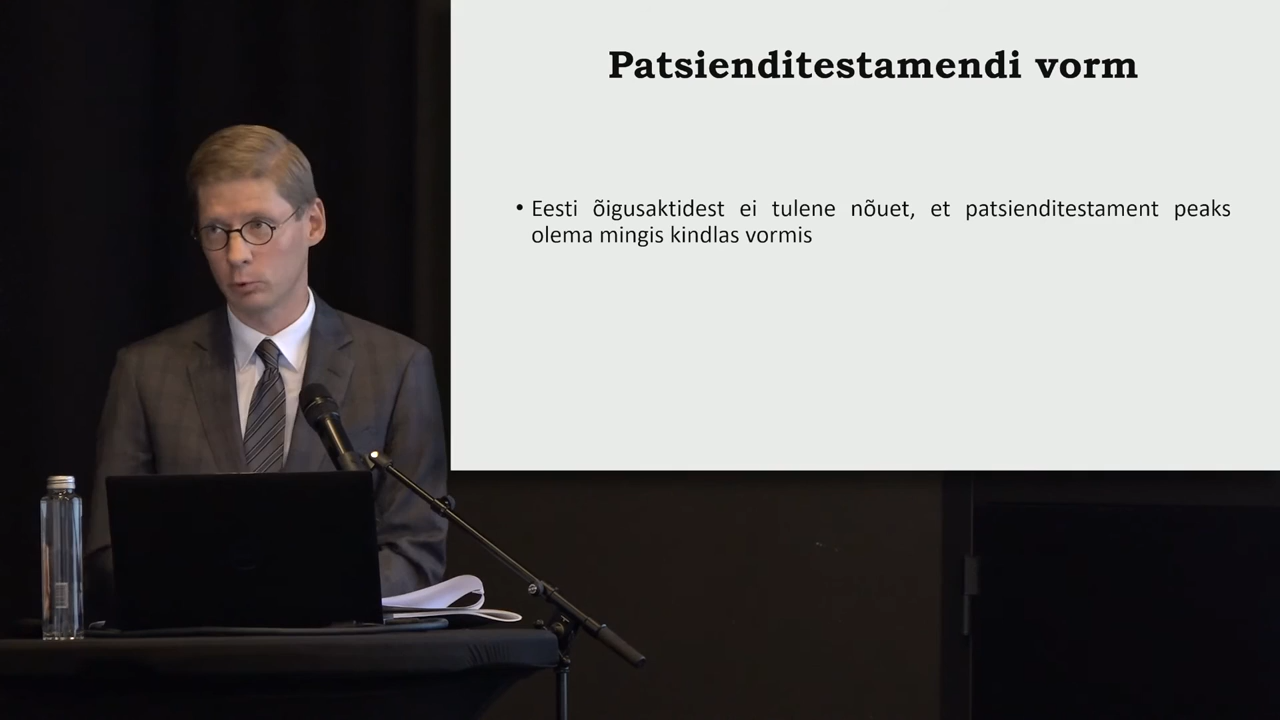 Patsienditestamendi vorm
• Eesti õigusaktidest ei tulene nõuet, et patsienditestament peaks
olema mingis kindlas vormis